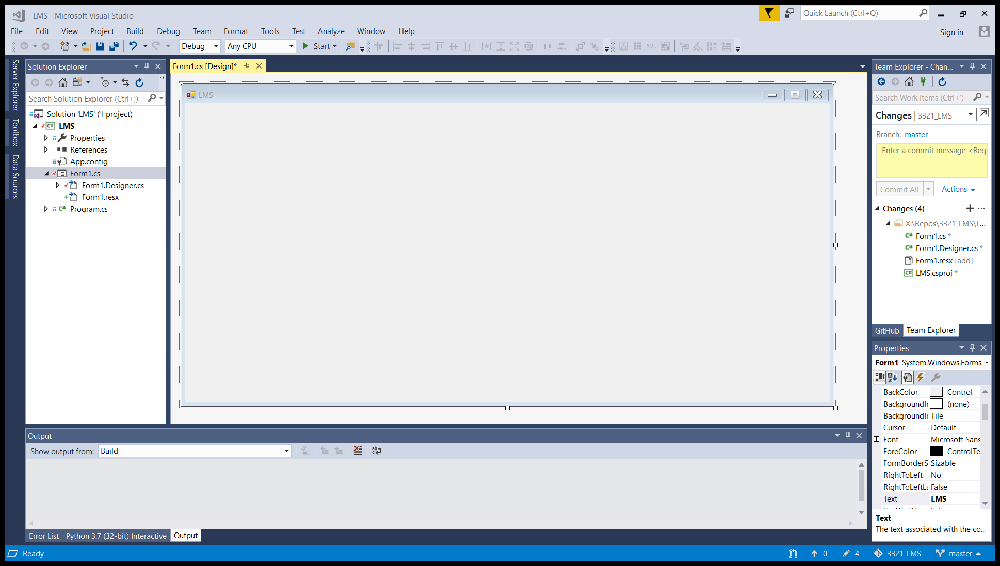 LMS - Microsoft Visual Studio
Quick Launch (Ctrl+Q)
File Edit View Project Build Debug Team Format Tools Test Analyze Window Help
Sign in
Debug Any CPU Start
Server Explorer
Toolbox
Data Sources
Solution Explorer
Search Solution Explorer (Ctrl+;)
Solution 'LMS' (1 project)
LMS
Properties
References
App.config
Form1.cs
Form1.Designer.cs
Form1.resx
Program.cs
Form1.cs [Design]*
LMS
Team Explorer - Chan...
Search Work Items (Ctrl+')
Changes | 3321_LMS
Branch: master
Enter a commit message <Req
Commit All Actions
Changes (4)
X:\Repos\3321_LMS\L...
Form1.cs *
Form1.Designer.cs *
Form1.resx [add]
LMS.csproj *
GitHub Team Explorer
Properties
Form1 System.Windows.Forms
BackColor Control
BackgroundIr (none)
BackgroundIr Tile
Cursor Default
Font Microsoft Sans
ForeColor ControlTe
FormBorderS Sizable
RightToLeft No
RightToLeftLa False
Text LMS
Text
The text associated with the co...
Output
Show output from: Build
Error List Python 3.7 (32-bit) Interactive Output
Ready
0 4 3321_LMS master